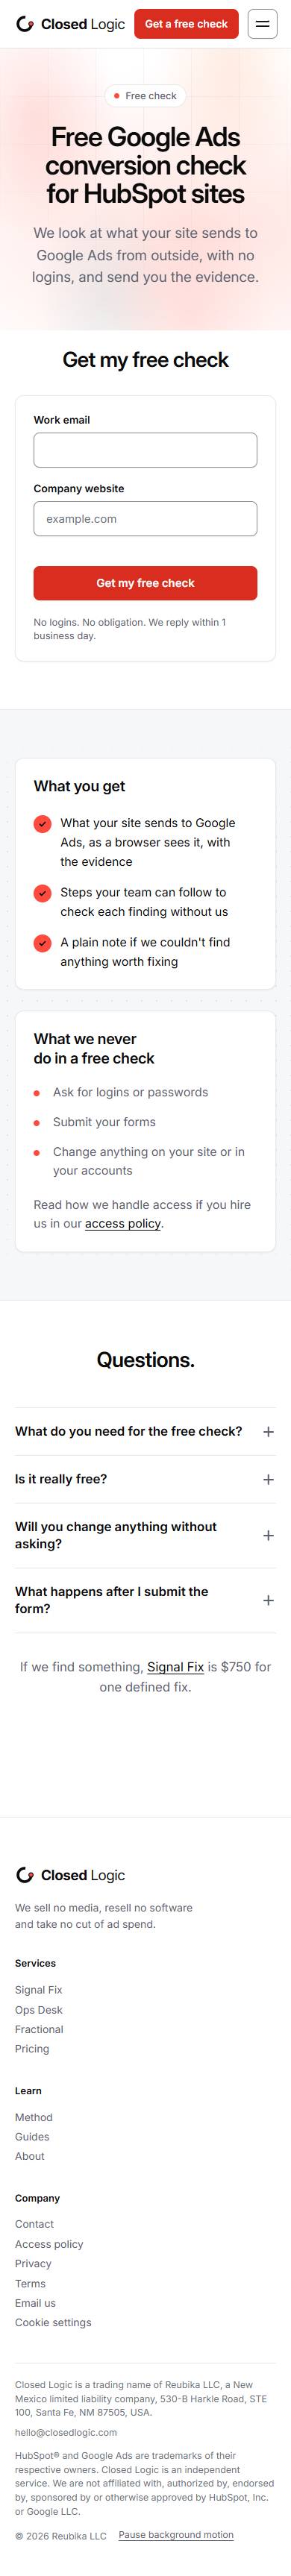 Closed Logic
Get a free check
Free check
Free Google Ads
conversion check
for HubSpot sites
We look at what your site sends to
Google Ads from outside, with no
logins, and send you the evidence.
Get my free check
Work email
Company website
example.com
Get my free check
No logins. No obligation. We reply within 1
business day.
What you get
What your site sends to Google
Ads, as a browser sees it, with
the evidence
Steps your team can follow to
check each finding without us
A plain note if we couldn't find
anything worth fixing
What we never
do in a free check
Ask for logins or passwords
Submit your forms
Change anything on your site or in
your accounts
Read how we handle access if you hire
us in our access policy.
Questions.
What do you need for the free check?
Is it really free?
Will you change anything without
asking?
What happens after I submit the
form?
If we find something, Signal Fix is $750 for
one defined fix.
Closed Logic
We sell no media, resell no software
and take no cut of ad spend.
Services
Signal Fix
Ops Desk
Fractional
Pricing
Learn
Method
Guides
About
Company
Contact
Access policy
Privacy
Terms
Email us
Cookie settings
Closed Logic is a trading name of Reubika LLC, a New
Mexico limited liability company, 530-B Harkle Road, STE
100, Santa Fe, NM 87505, USA.
hello@closedlogic.com
HubSpot® and Google Ads are trademarks of their
respective owners. Closed Logic is an independent
service. We are not affiliated with, authorized by, endorsed
by, sponsored by or otherwise approved by HubSpot, Inc.
or Google LLC.
© 2026 Reubika LLC Pause background motion